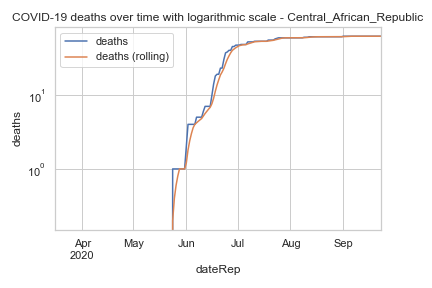 COVID-19 deaths over time with logarithmic scale - Central_African_Republic
deaths
deaths (rolling)
deaths
10¹
10⁰
Apr
2020
May
Jun
Jul
Aug
Sep
dateRep